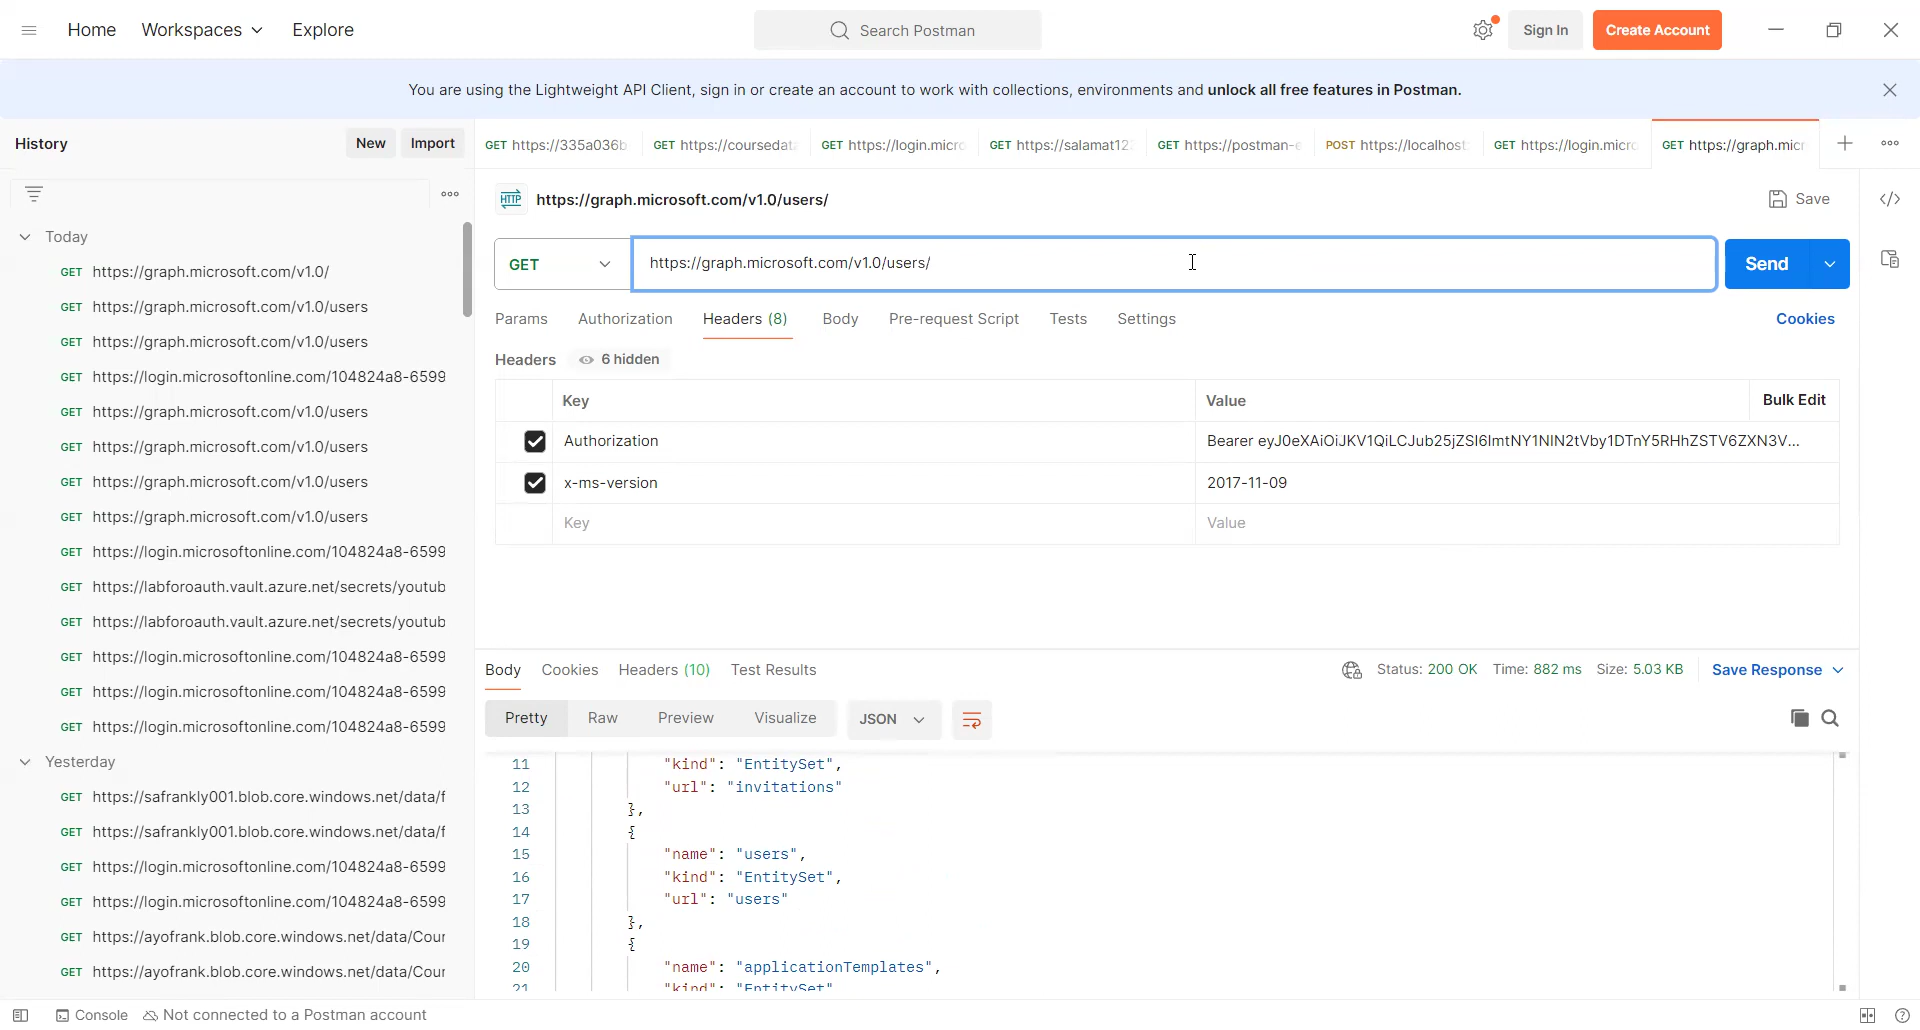 Home
Workspaces
Explore
Search Postman
Sign In
Create Account
You are using the Lightweight API Client, sign in or create an account to work with collections, environments and unlock all free features in Postman.
History
New
Import
GET https://335a036b
GET https://coursedat
GET https://login.micro
GET https://salamat122
GET https://postman-e
POST https://localhost:
GET https://login.micro
GET https://graph.micr
HTTP https://graph.microsoft.com/v1.0/users/
Save
</>
Today
GET https://graph.microsoft.com/v1.0/
GET https://graph.microsoft.com/v1.0/users
GET https://graph.microsoft.com/v1.0/users
GET https://login.microsoftonline.com/104824a8-6599
GET https://graph.microsoft.com/v1.0/users
GET https://graph.microsoft.com/v1.0/users
GET https://graph.microsoft.com/v1.0/users
GET https://graph.microsoft.com/v1.0/users
GET https://login.microsoftonline.com/104824a8-6599
GET https://labforoauth.vault.azure.net/secrets/youtub
GET https://labforoauth.vault.azure.net/secrets/youtub
GET https://login.microsoftonline.com/104824a8-6599
GET https://login.microsoftonline.com/104824a8-6599
GET https://login.microsoftonline.com/104824a8-6599
Yesterday
GET https://safrankly001.blob.core.windows.net/data/f
GET https://safrankly001.blob.core.windows.net/data/f
GET https://login.microsoftonline.com/104824a8-6599
GET https://login.microsoftonline.com/104824a8-6599
GET https://ayofrank.blob.core.windows.net/data/Cour
GET https://ayofrank.blob.core.windows.net/data/Cour
GET
https://graph.microsoft.com/v1.0/users/
Send
Params
Authorization
Headers (8)
Body
Pre-request Script
Tests
Settings
Cookies
Headers
6 hidden
Key
Value
Bulk Edit
Authorization
Bearer eyJ0eXAiOiJKV1QiLCJub25jZSI6ImtNY1NIN2tVby1DTnY5RHhZSTV6ZXN3V...
x-ms-version
2017-11-09
Key
Value
Body
Cookies
Headers (10)
Test Results
Status: 200 OK
Time: 882 ms
Size: 5.03 KB
Save Response
Pretty
Raw
Preview
Visualize
JSON
11 "kind": "EntitySet",
12 "url": "invitations"
13 },
14 {
15 "name": "users",
16 "kind": "EntitySet",
17 "url": "users"
18 },
19 {
20 "name": "applicationTemplates",
21 "kind": "EntitySet"
Console
Not connected to a Postman account